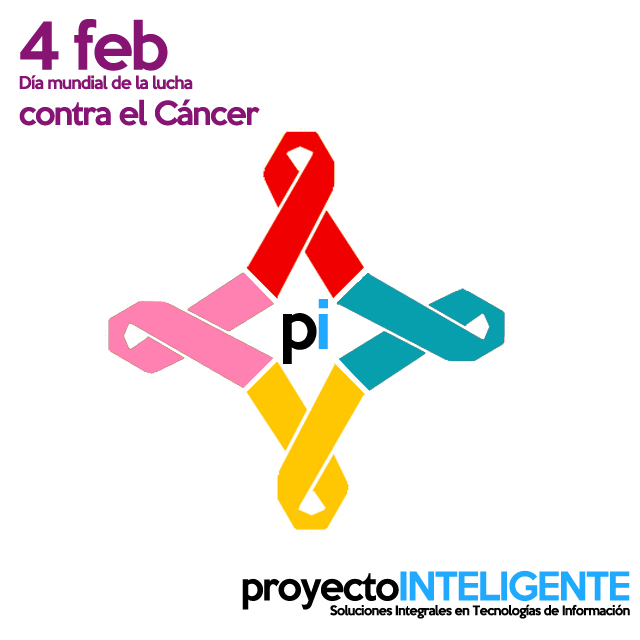 4 feb
Día mundial de la lucha
contra el Cáncer
pi
proyectoINTELIGENTE
Soluciones Integrales en Tecnologías de Información